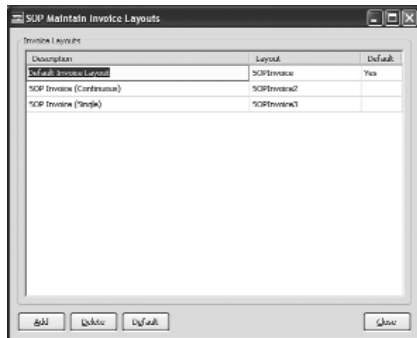 SOP Maintain Invoice Layouts
Invoice Layouts
Description Layout Default
Default Invoice Layout SOPInvoice Yes
SOP Invoice (Continuous) SOPInvoice2
SOP Invoice (Single) SOPInvoice3
Add Delete Default Close